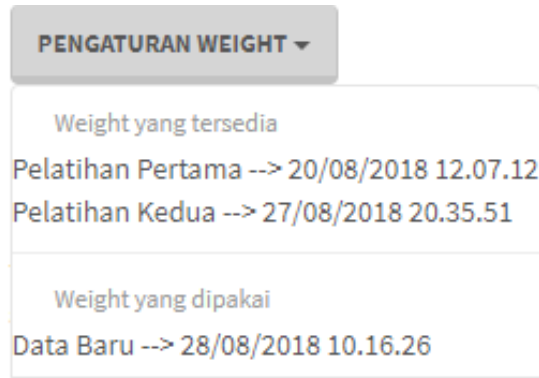 PENGATURAN WEIGHT
Weight yang tersedia
Pelatihan Pertama --> 20/08/2018 12.07.12
Pelatihan Kedua --> 27/08/2018 20.35.51
Weight yang dipakai
Data Baru --> 28/08/2018 10.16.26